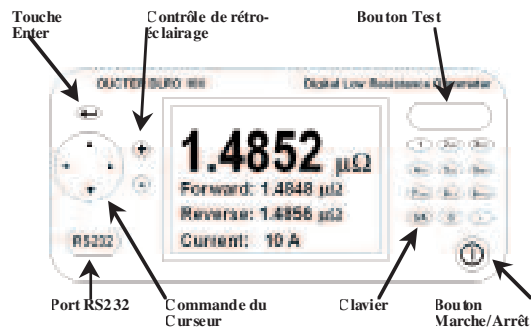 Touche Enter
Contrôle de rétro-éclairage
Bouton Test
Digital Low Resistance Ohmmeter
1.4852 μΩ
Forward: 1.4848 μΩ
Reverse: 1.4856 μΩ
Current: 10 A
RS232
Port RS232
Commande du Curseur
Clavier
Bouton Marche/Arrêt